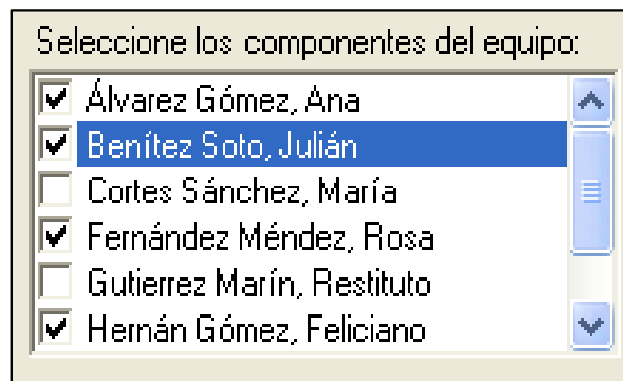 Seleccione los componentes del equipo:
Álvarez Gómez, Ana
Benítez Soto, Julián
Cortes Sánchez, María
Fernández Méndez, Rosa
Gutierrez Marín, Restituto
Hernán Gómez, Feliciano